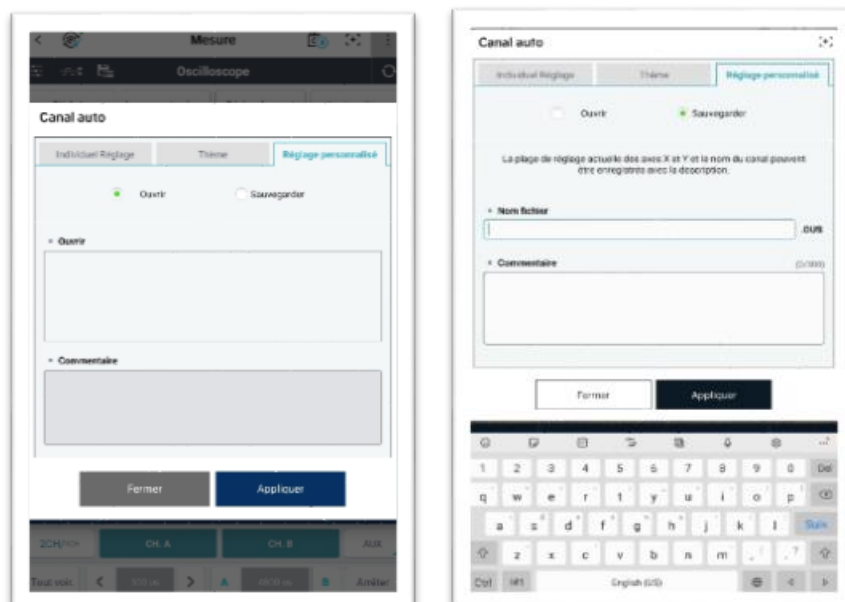 Mesure
Oscilloscope
Canal auto
Individuel Réglage
Thème
Réglage personnalisé
Ouvrir
Sauvegarder
Ouvrir
Commentaire
Fermer
Appliquer
2CH
CH. A
CH. B
AUX
Tout voir.
A
B
Arrêter
Canal auto
Individuel Réglage
Thème
Réglage personnalisé
Ouvrir
Sauvegarder
La plage de réglage actuelle des axes X et Y et le nom du canal peuvent
être enregistrés avec la description.
Nom fichier
.CUS
Commentaire
Fermer
Appliquer
1 2 3 4 5 6 7 8 9 0 Del
q w e r t y u i o p
a s d f g h j k l Suiv.
z x c v b n m , . ?
Ctrl !#1 English (US)